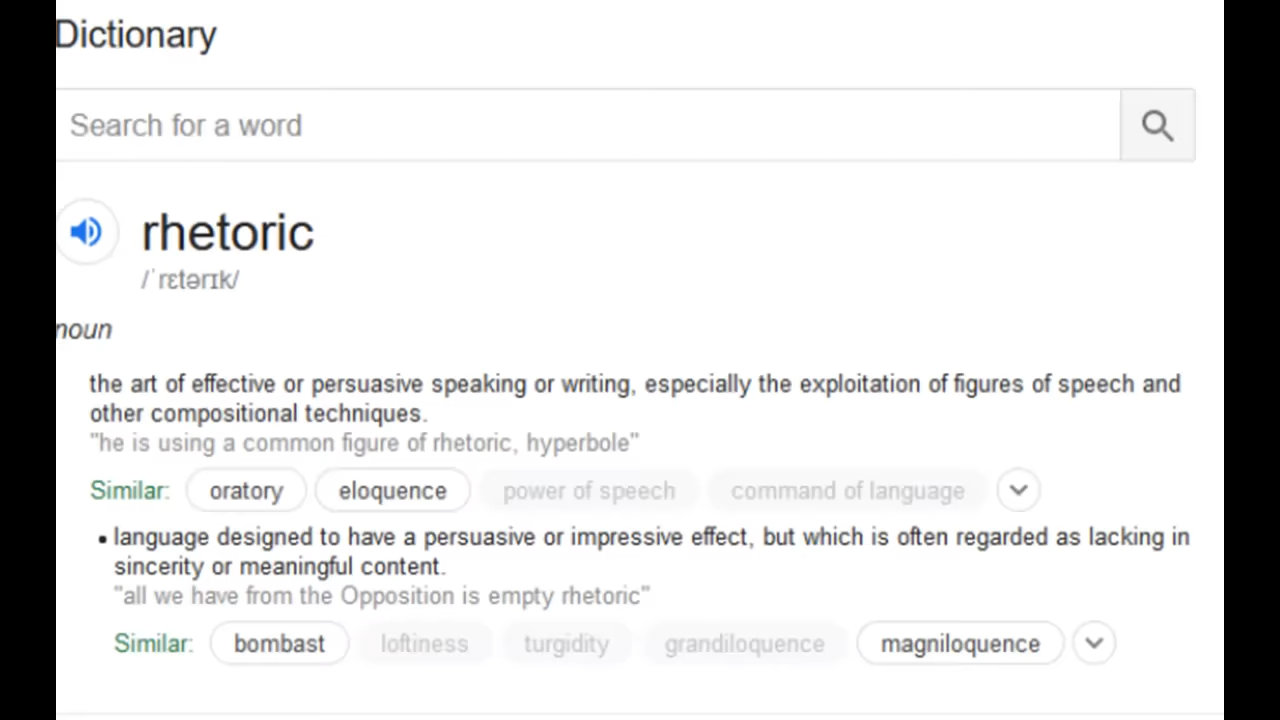 Dictionary
Search for a word
rhetoric
/ˈrɛtərɪk/
noun
the art of effective or persuasive speaking or writing, especially the exploitation of figures of speech and
other compositional techniques.
"he is using a common figure of rhetoric, hyperbole"
Similar: oratory eloquence power of speech command of language
• language designed to have a persuasive or impressive effect, but which is often regarded as lacking in
sincerity or meaningful content.
"all we have from the Opposition is empty rhetoric"
Similar: bombast loftiness turgidity grandiloquence magniloquence